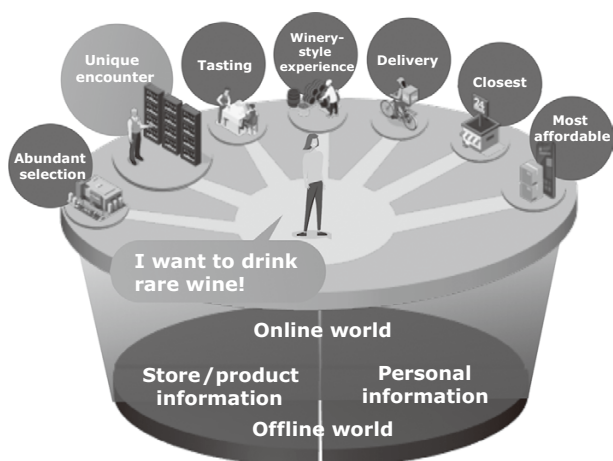 Unique
encounter
Tasting
Winery-
style
experience
Delivery
Closest
Most
affordable
Abundant
selection
24
I want to drink
rare wine!
Online world
Store/product
information
Personal
information
Offline world